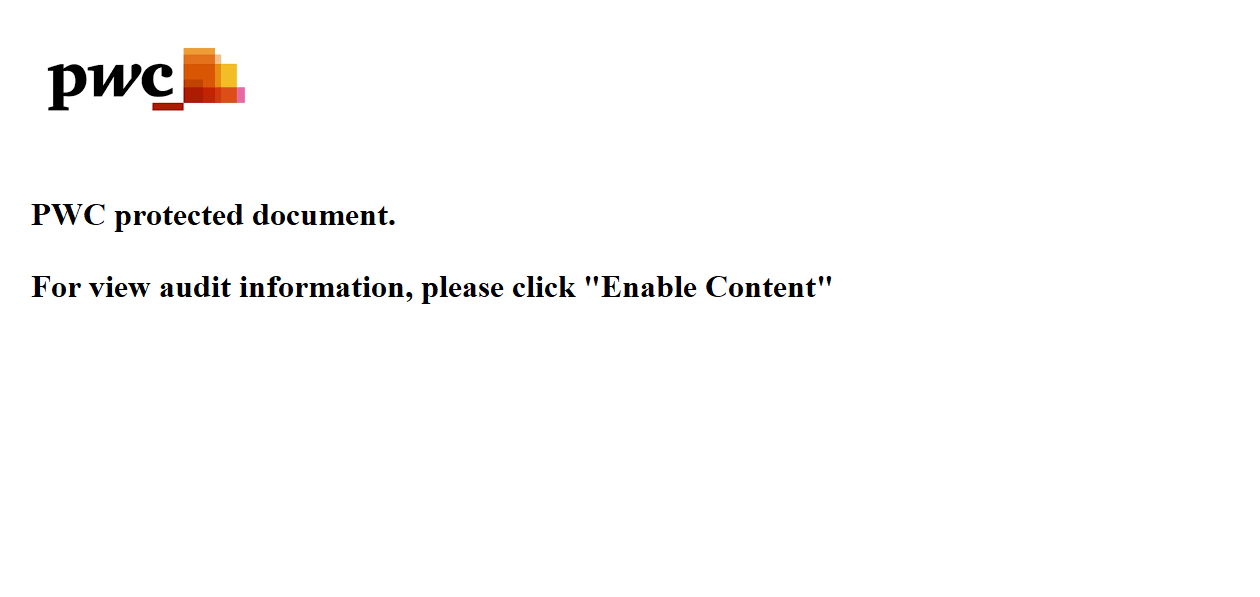 pwc
PWC protected document.
For view audit information, please click "Enable Content"